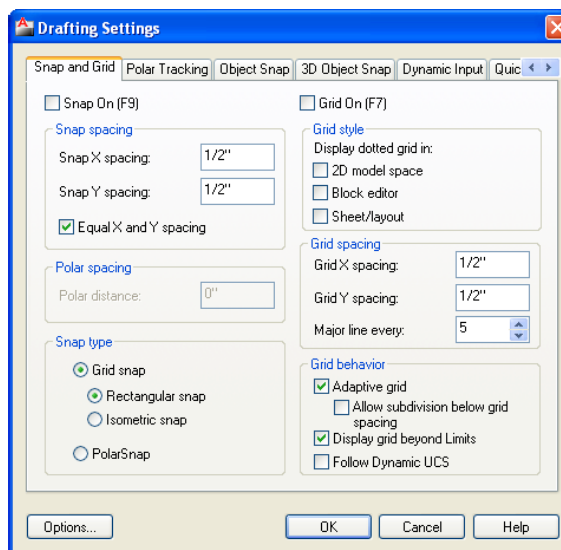 Drafting Settings
Snap and Grid Polar Tracking Object Snap 3D Object Snap Dynamic Input Quic
Snap On (F9)
Snap spacing
Snap X spacing: 1/2"
Snap Y spacing: 1/2"
Equal X and Y spacing
Polar spacing
Polar distance: 0"
Snap type
Grid snap
Rectangular snap
Isometric snap
PolarSnap
Grid On (F7)
Grid style
Display dotted grid in:
2D model space
Block editor
Sheet/layout
Grid spacing
Grid X spacing: 1/2"
Grid Y spacing: 1/2"
Major line every: 5
Grid behavior
Adaptive grid
Allow subdivision below grid
spacing
Display grid beyond Limits
Follow Dynamic UCS
Options... OK Cancel Help